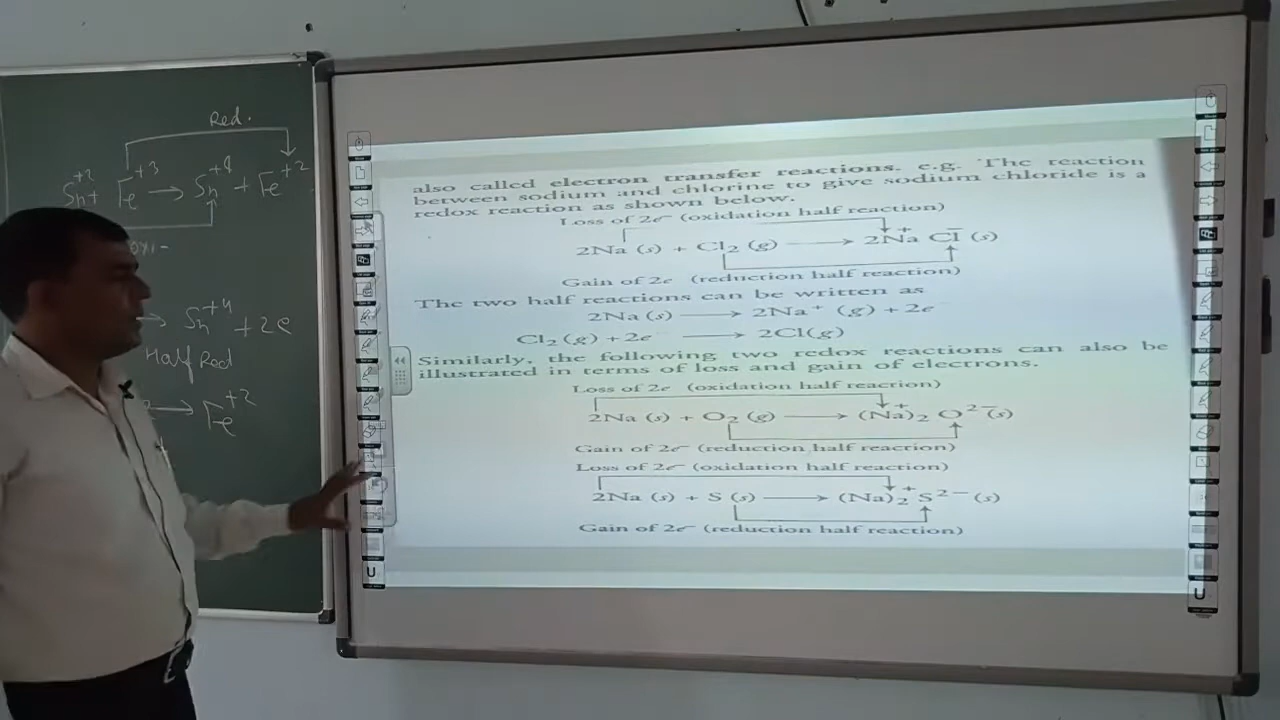 Red.
Sn+2 + Fe+3 → Sn+4 + Fe+2
oxi-
→ Sn+4 + 2e
Half Red
→ Fe+2
also called electron transfer reactions. e.g. The reaction
between sodium and chlorine to give sodium chloride is a
redox reaction as shown below.
Loss of 2e⁻ (oxidation half reaction)
2Na (s) + Cl₂ (g) → 2Na⁺ Cl⁻ (s)
Gain of 2e⁻ (reduction half reaction)
The two half reactions can be written as
2Na (s) → 2Na⁺ (g) + 2e⁻
Cl₂ (g) + 2e⁻ → 2Cl(g)
Similarly, the following two redox reactions can also be
illustrated in terms of loss and gain of electrons.
Loss of 2e⁻ (oxidation half reaction)
2Na (s) + O₂ (g) → (Na⁺)₂ O²⁻(s)
Gain of 2e⁻ (reduction half reaction)
Loss of 2e⁻ (oxidation half reaction)
2Na (s) + S (s) → (Na⁺)₂ S²⁻ (s)
Gain of 2e⁻ (reduction half reaction)